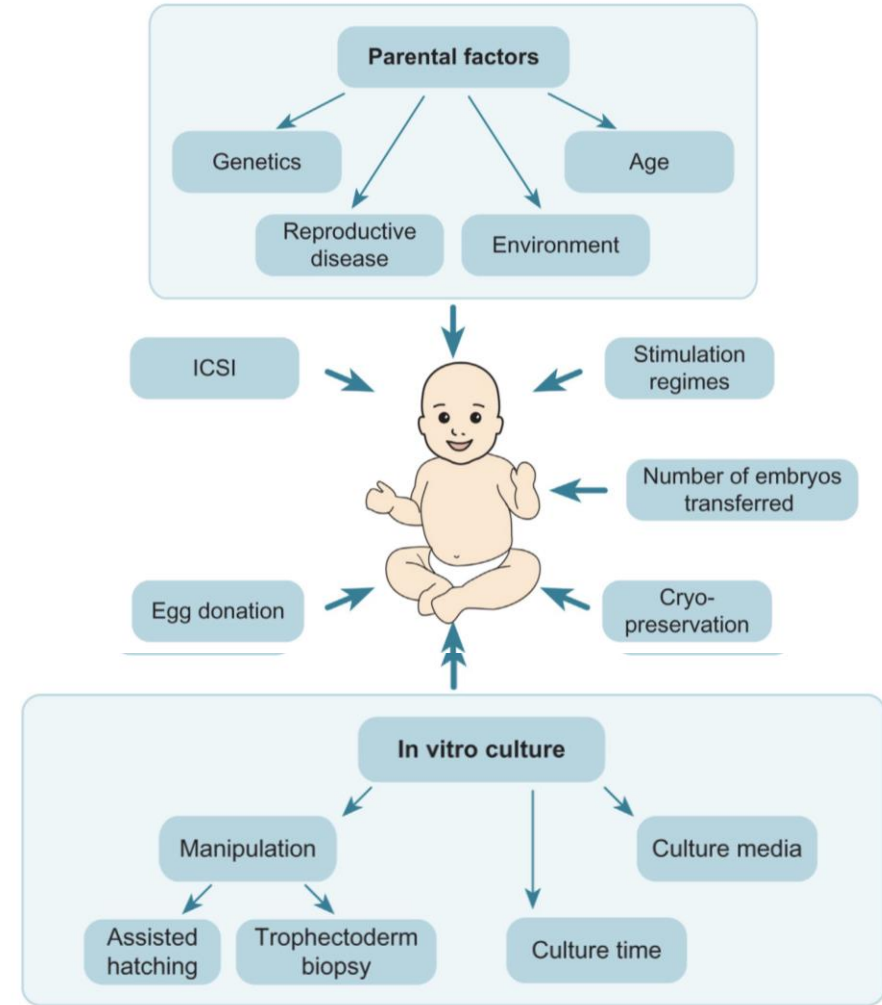 Parental factors
Genetics
Age
Reproductive
disease
Environment
ICSI
Stimulation
regimes
Number of embryos
transferred
Egg donation
Cryo-
preservation
In vitro culture
Manipulation
Culture media
Assisted
hatching
Trophectoderm
biopsy
Culture time